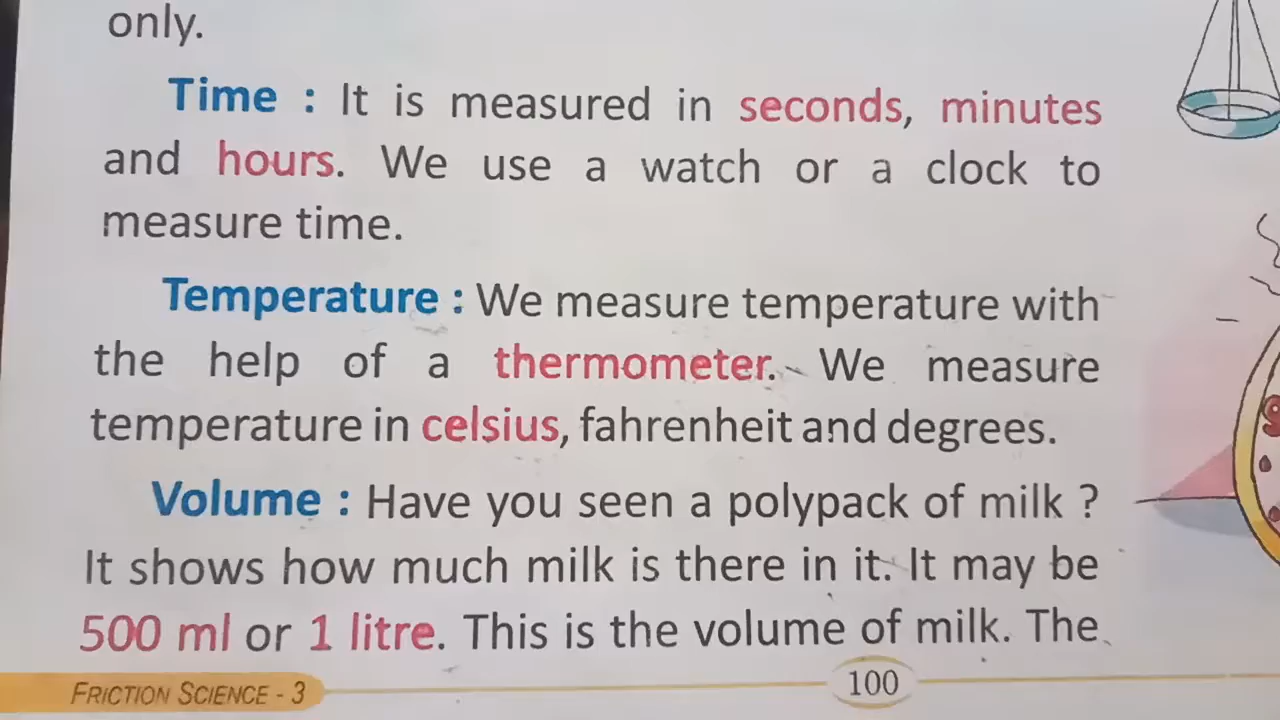 only.
Time : It is measured in seconds, minutes
and hours. We use a watch or a clock to
measure time.
Temperature : We measure temperature with
the help of a thermometer. We measure
temperature in celsius, fahrenheit and degrees.
Volume : Have you seen a polypack of milk ?
It shows how much milk is there in it. It may be
500 ml or 1 litre. This is the volume of milk. The
FRICTION SCIENCE - 3
100